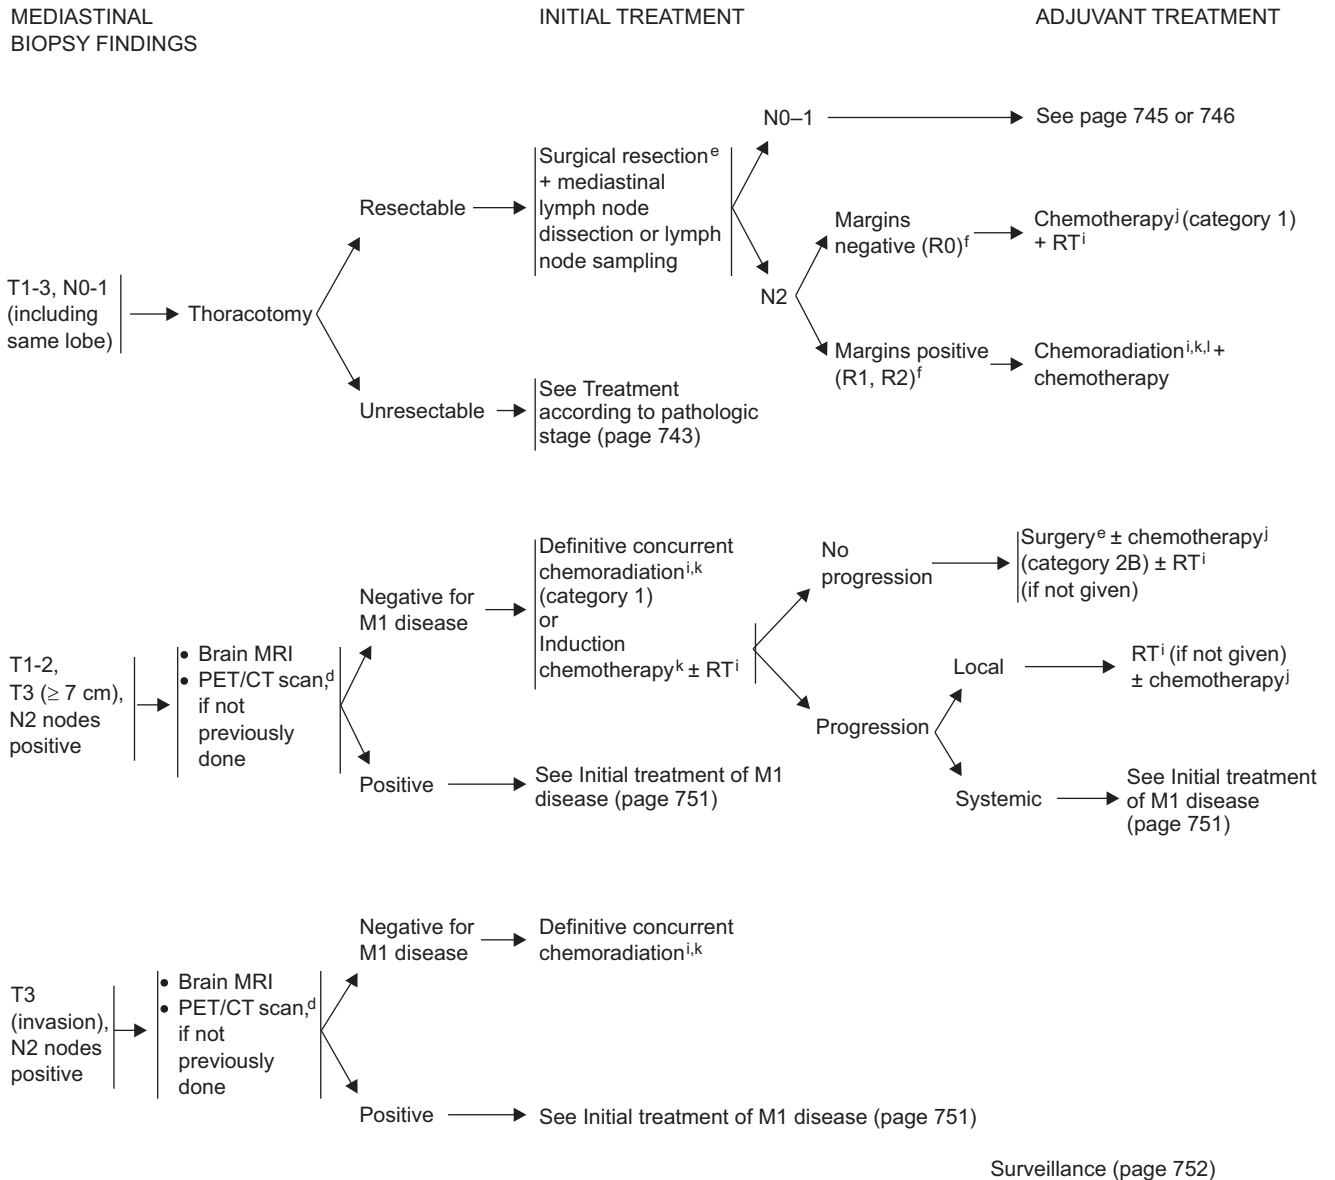 MEDIASTINAL
BIOPSY FINDINGS
INITIAL TREATMENT
ADJUVANT TREATMENT
T1-3, N0-1
(including
same lobe)
Thoracotomy
Resectable
Surgical resectione
+ mediastinal
lymph node
dissection or lymph
node sampling
N0–1
See page 745 or 746
N2
Margins
negative (R0)f
Chemotherapyj (category 1)
+ RTi
Margins positive
(R1, R2)f
Chemoradiationi,k,l +
chemotherapy
Unresectable
See Treatment
according to pathologic
stage (page 743)
T1-2,
T3 (≥ 7 cm),
N2 nodes
positive
• Brain MRI
• PET/CT scan,d
if not
previously
done
Negative for
M1 disease
Definitive concurrent
chemoradiationi,k
(category 1)
or
Induction
chemotherapyk ± RTi
No
progression
Surgerye ± chemotherapyj
(category 2B) ± RTi
(if not given)
Progression
Local
RTi (if not given)
± chemotherapyj
Systemic
See Initial treatment
of M1 disease
(page 751)
Positive
See Initial treatment of M1
disease (page 751)
T3
(invasion),
N2 nodes
positive
• Brain MRI
• PET/CT scan,d
if not
previously
done
Negative for
M1 disease
Definitive concurrent
chemoradiationi,k
Positive
See Initial treatment of M1 disease (page 751)
Surveillance (page 752)